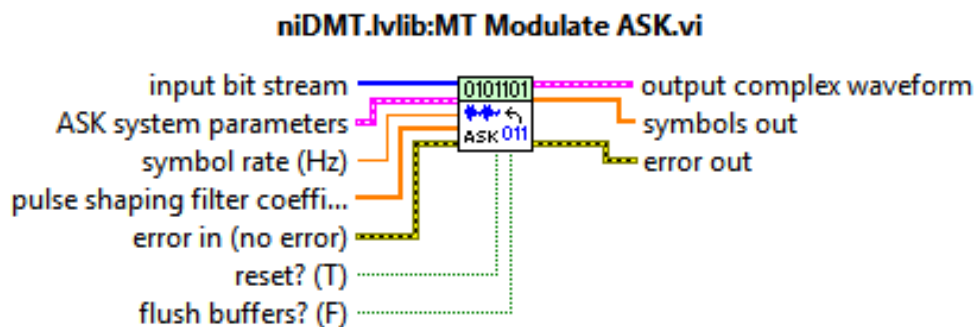 niDMT.lvlib:MT Modulate ASK.vi
input bit stream
ASK system parameters
symbol rate (Hz)
pulse shaping filter coeffi...
error in (no error)
reset? (T)
flush buffers? (F)
0101101
ASK 011
output complex waveform
symbols out
error out